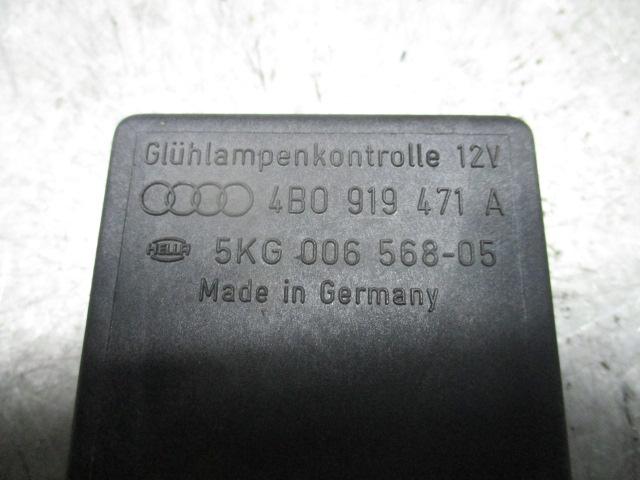 Glühlampenkontrolle 12V
4B0 919 471 A
HELLA 5KG 006 568-05
Made in Germany